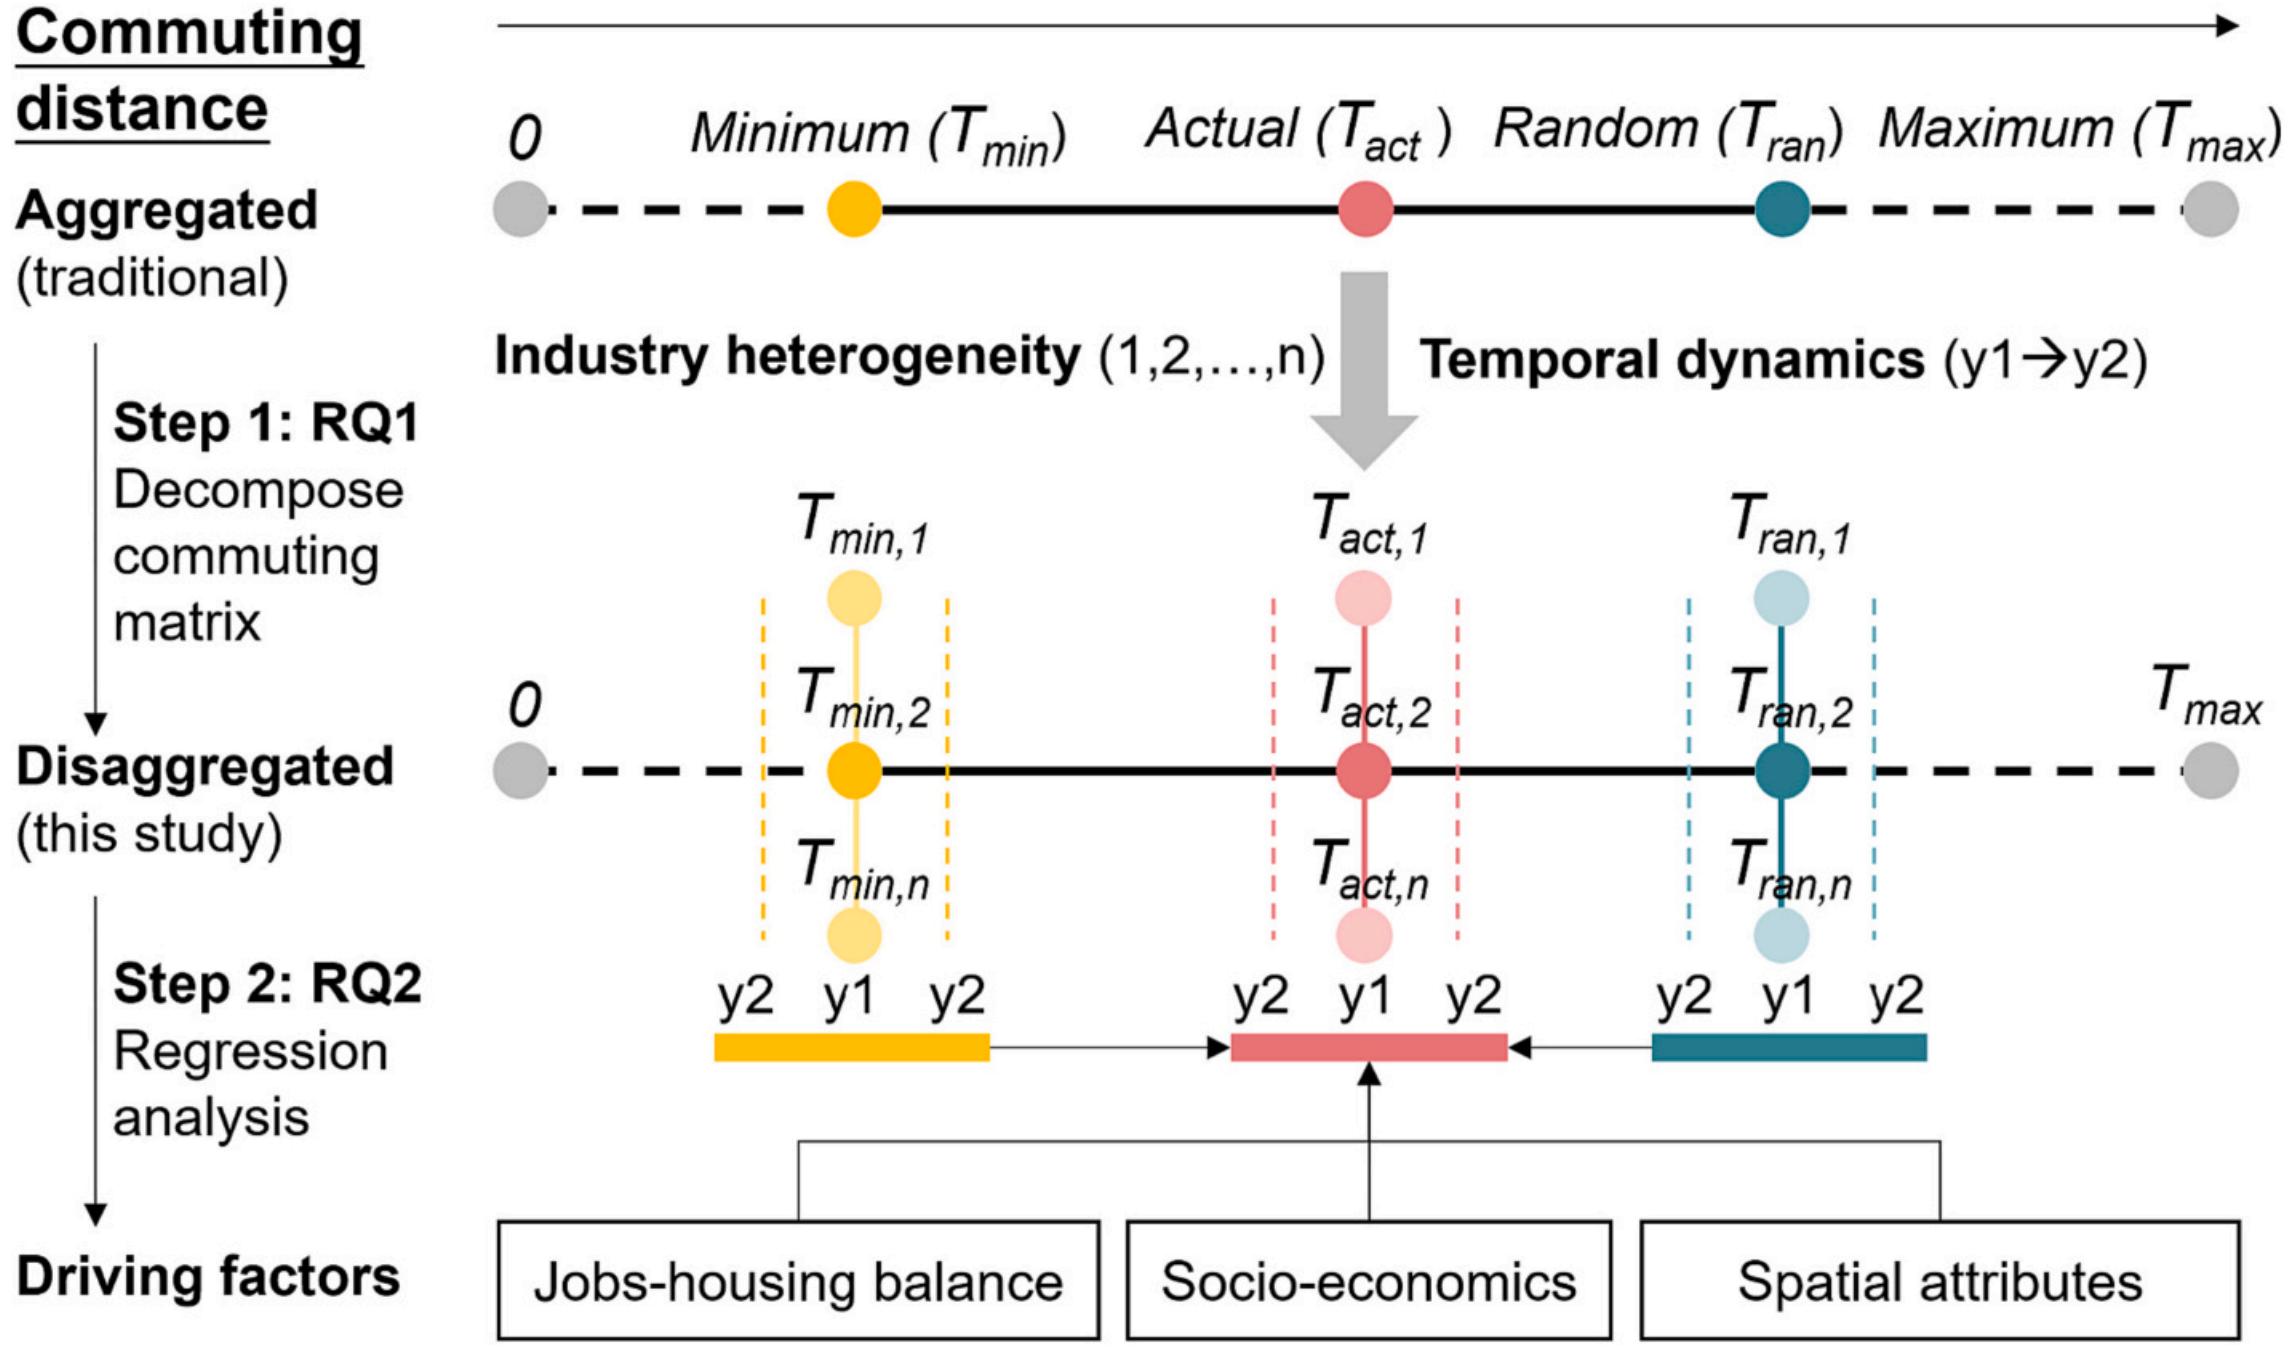 Commuting
distance
0 Minimum (Tmin) Actual (Tact ) Random (Tran) Maximum (Tmax)
Aggregated
(traditional)
Industry heterogeneity (1,2,…,n) Temporal dynamics (y1→y2)
Step 1: RQ1
Decompose
commuting
matrix
Tmin,1 Tact,1 Tran,1
0 Tmin,2 Tact,2 Tran,2 Tmax
Disaggregated
(this study)
Tmin,n Tact,n Tran,n
y2 y1 y2 y2 y1 y2 y2 y1 y2
Step 2: RQ2
Regression
analysis
Driving factors
Jobs-housing balance Socio-economics Spatial attributes